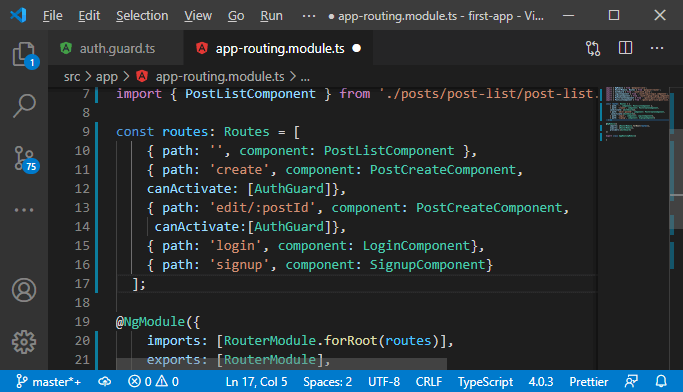 File Edit View Go Run ··· ● app-routing.module.ts - first-app - Vi...
auth.guard.ts app-routing.module.ts ●
src > app > app-routing.module.ts > ...
7 import { PostListComponent } from './posts/post-list/post-list.
8
9 const routes: Routes = [
10 { path: '', component: PostListComponent },
11 { path: 'create', component: PostCreateComponent,
12 canActivate: [AuthGuard]},
13 { path: 'edit/:postId', component: PostCreateComponent,
14 canActivate:[AuthGuard]},
15 { path: 'login', component: LoginComponent},
16 { path: 'signup', component: SignupComponent}
17 ];
18
19 @NgModule({
20 imports: [RouterModule.forRoot(routes)],
21 exports: [RouterModule],
1
75
master*+ 0 0 Ln 17, Col 5 Spaces: 2 UTF-8 CRLF TypeScript 4.0.3 Prettier